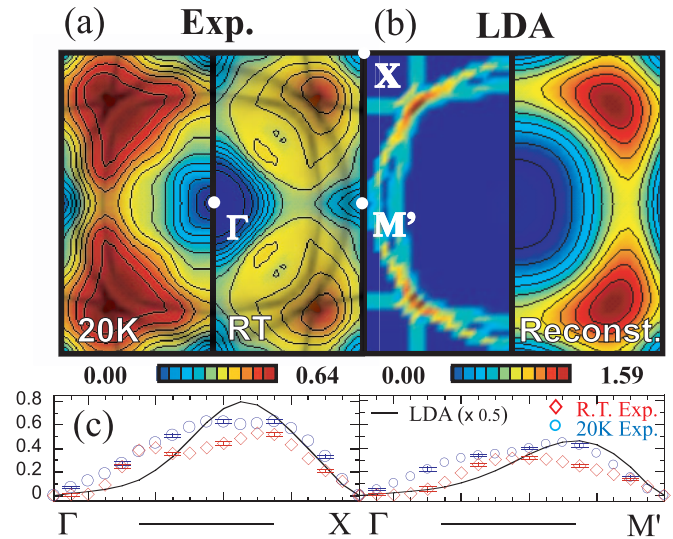 (a) Exp. (b) LDA
X
Γ M'
20K RT Reconst.
0.00 0.64 0.00 1.59
0.8 (c) LDA (x 0.5) R.T. Exp.
0.6 20K Exp.
0.4
0.2
0
Γ X Γ M'